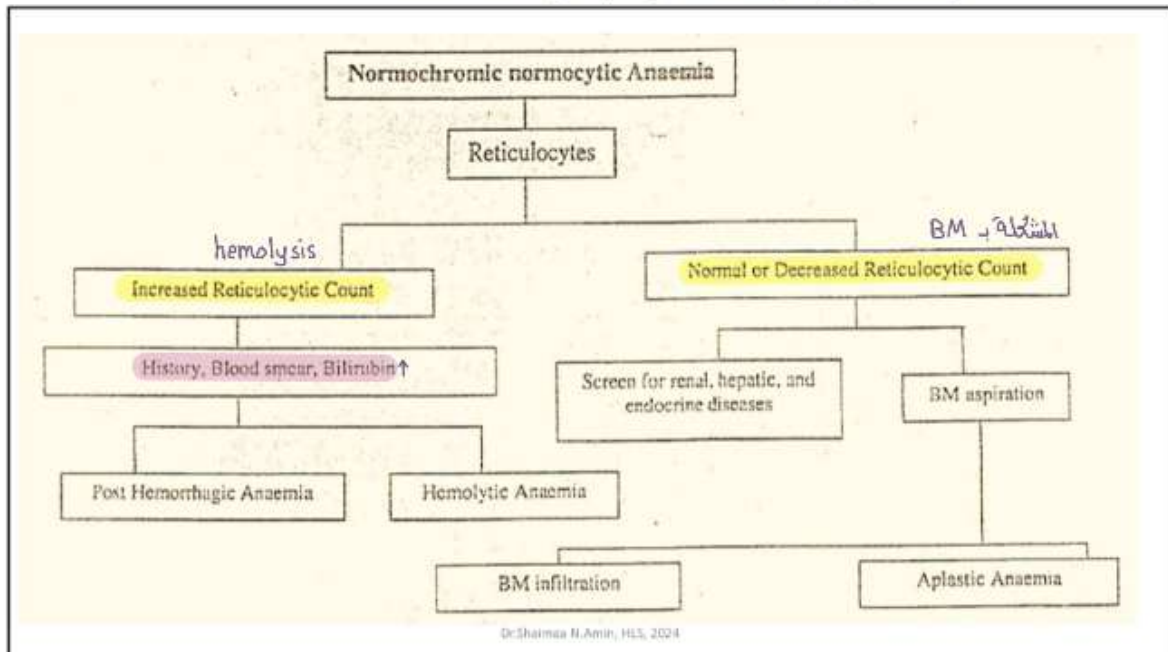 Normochromic normocytic Anaemia
Reticulocytes
hemolysis
المشكلة ب BM
Increased Reticulocytic Count
Normal or Decreased Reticulocytic Count
History, Blood smear, Bilirubin↑
Screen for renal, hepatic, and
endocrine diseases
BM aspiration
Post Hemorrhagic Anaemia
Hemolytic Anaemia
BM infiltration
Aplastic Anaemia
Dr.Shaimaa N.Amin, HLS, 2024